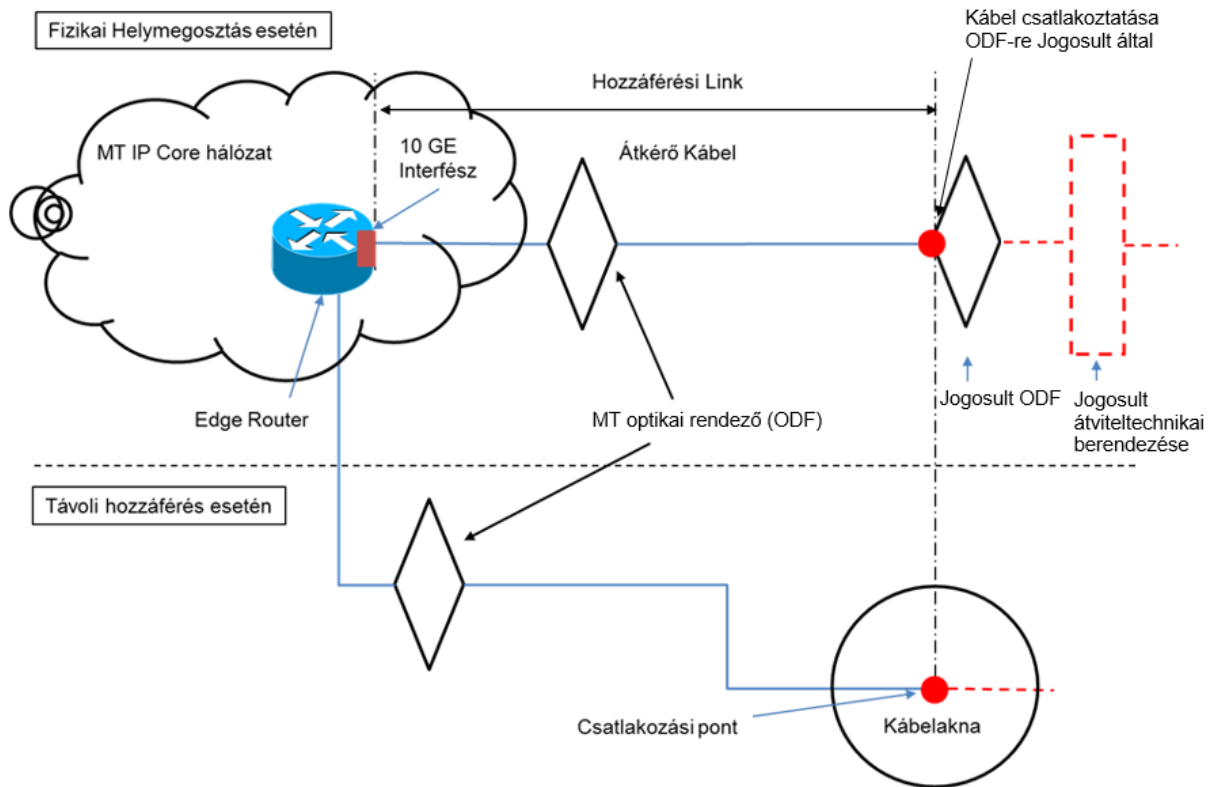 Fizikai Helymegosztás esetén
Kábel csatlakoztatása
ODF-re Jogosult által
Hozzáférési Link
MT IP Core hálózat
10 GE
Interfész
Átkérő Kábel
Edge Router
MT optikai rendező (ODF)
Jogosult ODF
Jogosult
átviteltechnikai
berendezése
Távoli hozzáférés esetén
Csatlakozási pont
Kábelakna